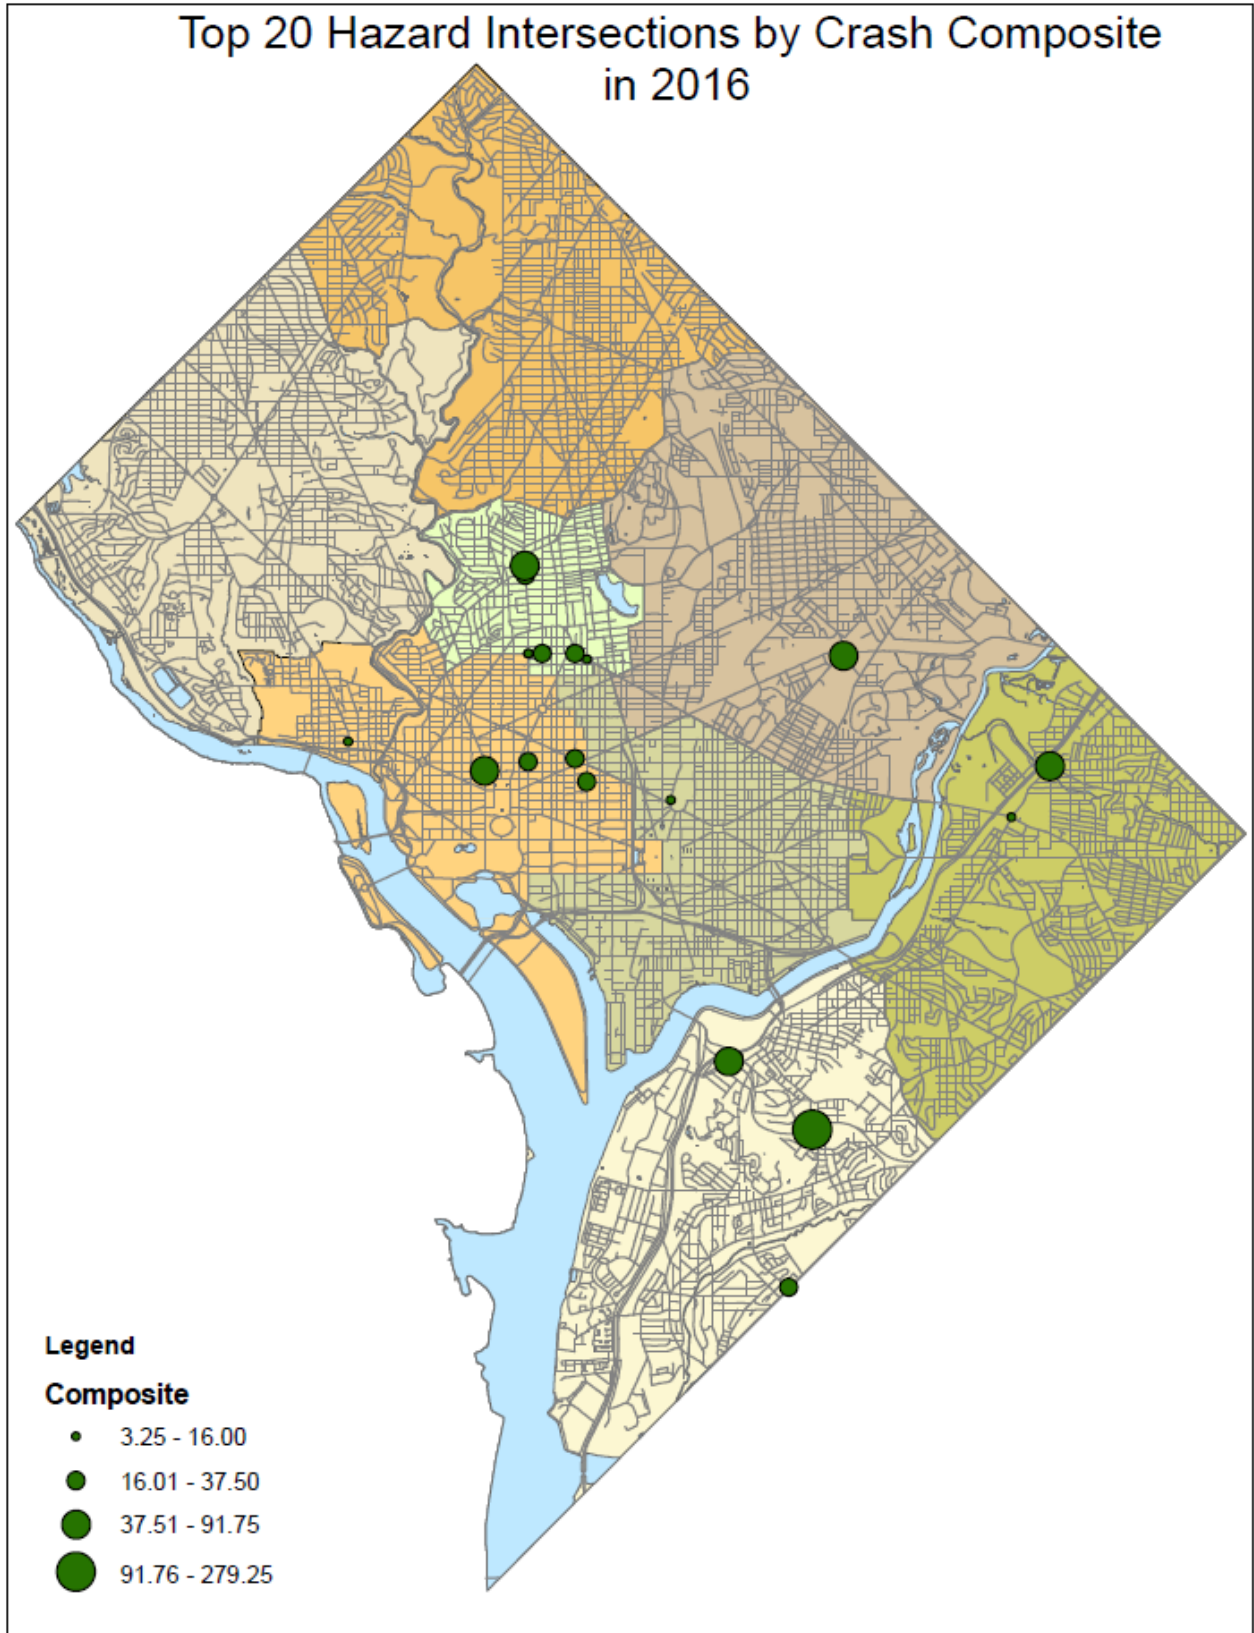 Top 20 Hazard Intersections by Crash Composite
in 2016
Legend
Composite
3.25 - 16.00
16.01 - 37.50
37.51 - 91.75
91.76 - 279.25